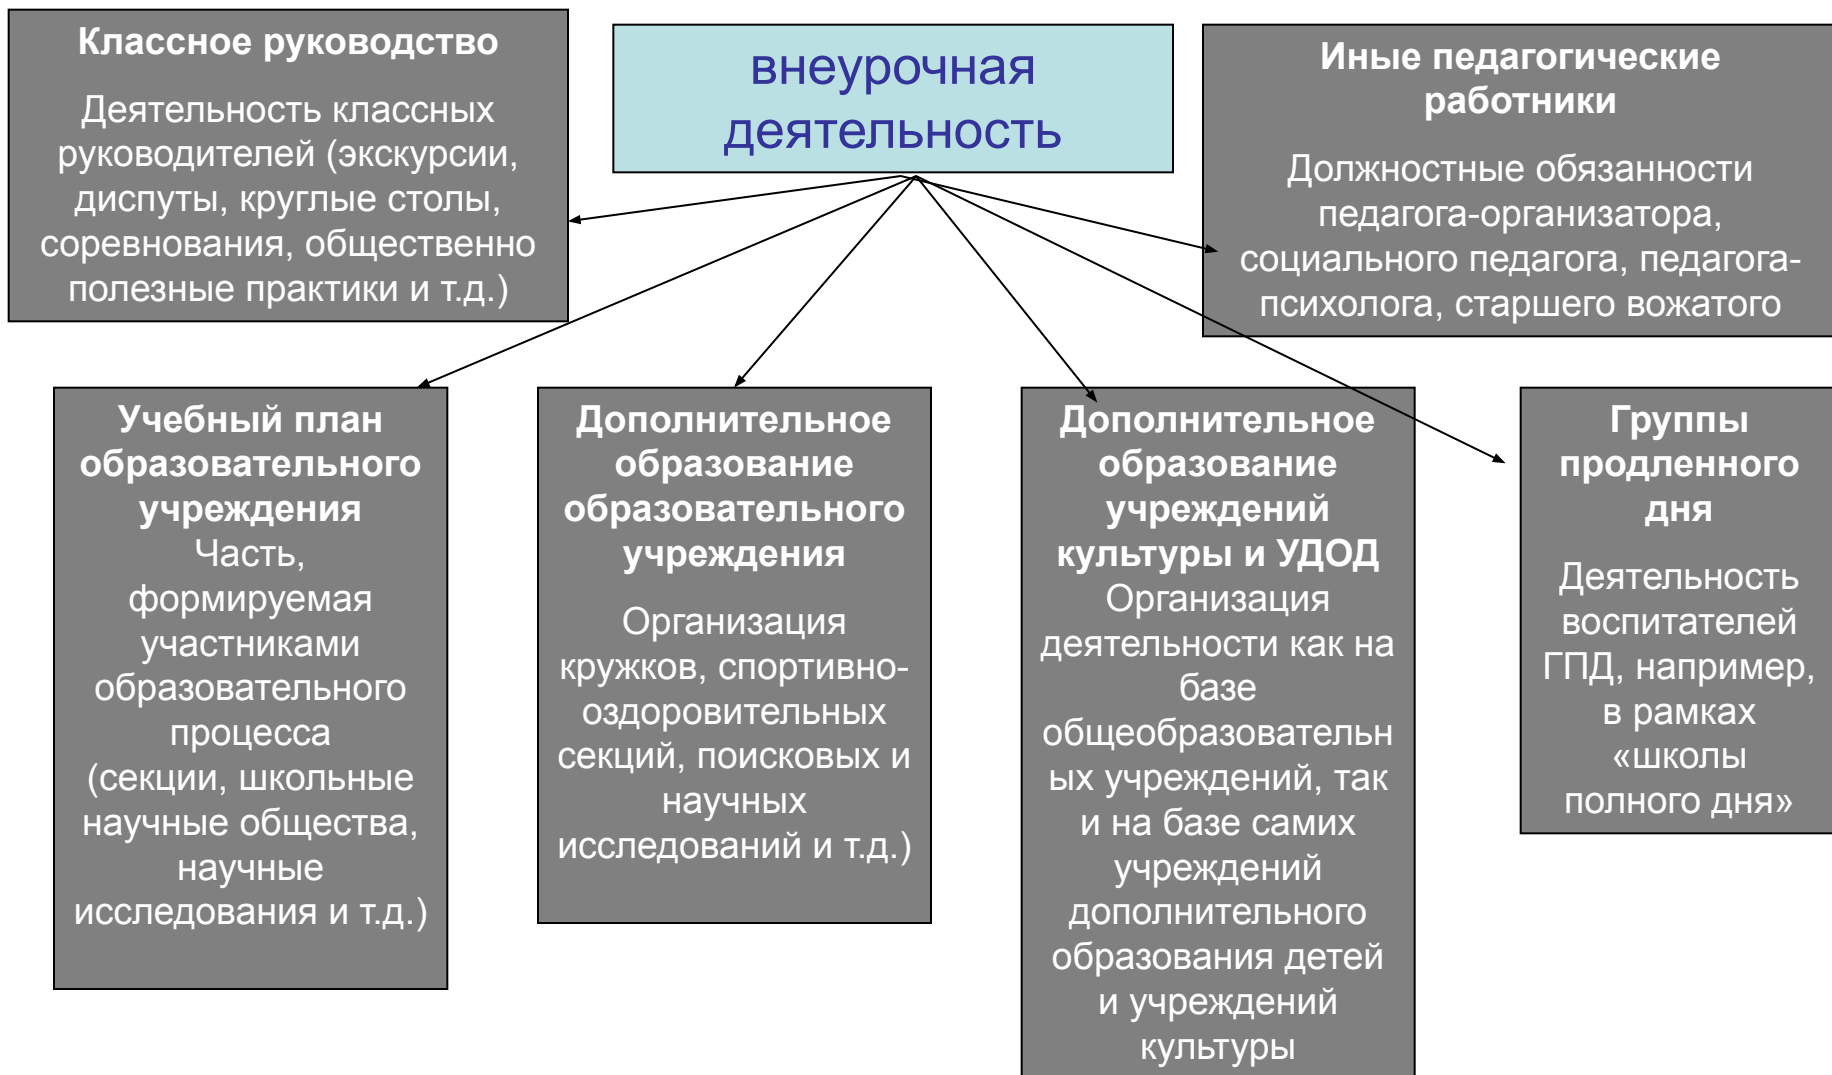 Классное руководство
Деятельность классных
руководителей (экскурсии,
диспуты, круглые столы,
соревнования, общественно
полезные практики и т.д.)
внеурочная
деятельность
Иные педагогические
работники
Должностные обязанности
педагога-организатора,
социального педагога, педагога-
психолога, старшего вожатого
Учебный план
образовательного
учреждения
Часть,
формируемая
участниками
образовательного
процесса
(секции, школьные
научные общества,
научные
исследования и т.д.)
Дополнительное
образование
образовательного
учреждения
Организация
кружков, спортивно-
оздоровительных
секций, поисковых и
научных
исследований и т.д.)
Дополнительное
образование
учреждений
культуры и УДОД
Организация
деятельности как на
базе
общеобразовательн
ых учреждений, так
и на базе самих
учреждений
дополнительного
образования детей
и учреждений
культуры
Группы
продленного
дня
Деятельность
воспитателей
ГПД, например,
в рамках
«школы
полного дня»